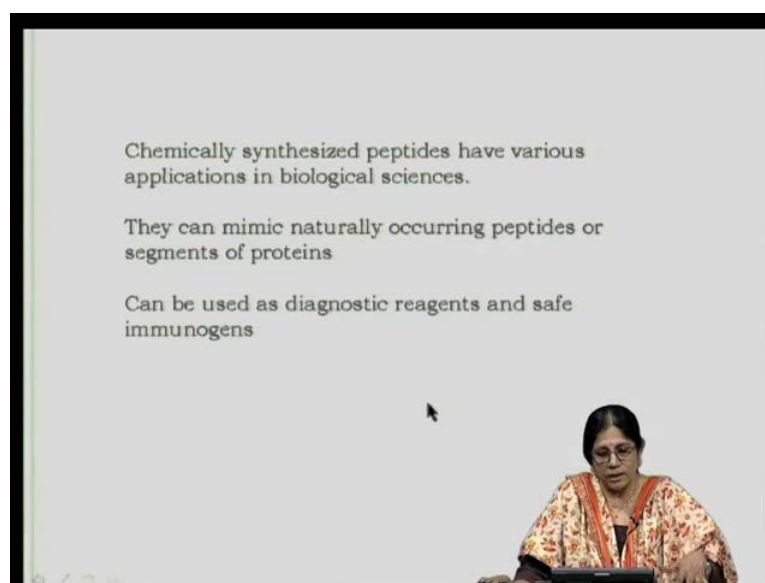 Chemically synthesized peptides have various
applications in biological sciences.
They can mimic naturally occurring peptides or
segments of proteins
Can be used as diagnostic reagents and safe
immunogens